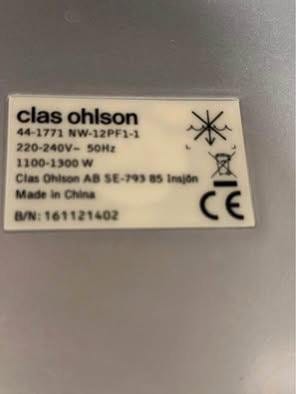 clas ohlson
44-1771 NW-12PF1-1
220-240V~ 50Hz
1100-1300 W
Clas Ohlson AB SE-793 85 Insjön
Made in China
B/N: 161121402
CE